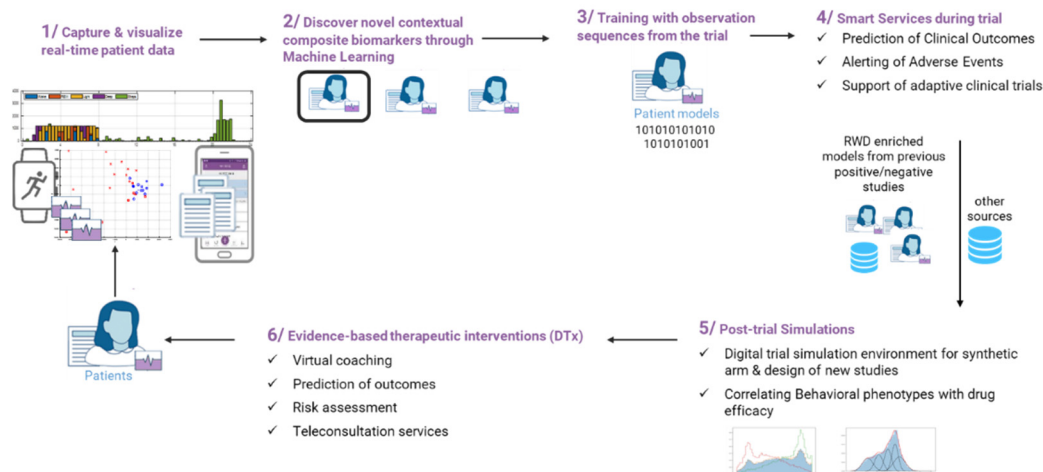 1/ Capture & visualize
real-time patient data
2/ Discover novel contextual
composite biomarkers through
Machine Learning
3/ Training with observation
sequences from the trial
Patient models
101010101010
1010101001
4/ Smart Services during trial
✓ Prediction of Clinical Outcomes
✓ Alerting of Adverse Events
✓ Support of adaptive clinical trials
RWD enriched
models from previous
positive/negative
studies
other
sources
5/ Post-trial Simulations
✓ Digital trial simulation environment for synthetic
arm & design of new studies
✓ Correlating Behavioral phenotypes with drug
efficacy
6/ Evidence-based therapeutic interventions (DTx)
✓ Virtual coaching
✓ Prediction of outcomes
✓ Risk assessment
✓ Teleconsultation services
Patients